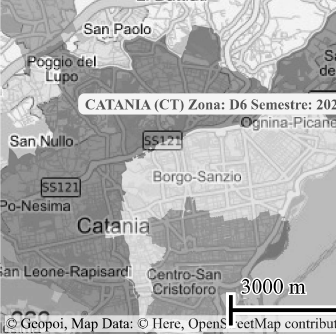 San Paolo
Poggio del
Lupo
CATANIA (CT) Zona: D6 Semestre: 202
Ognina-Picane
San Nullo
SS121
Borgo-Sanzio
SS121
Po-Nesima
Catania
San Leone-Rapisardi
Centro-San
Cristoforo
3000 m
© Geopoi, Map Data: © Here, OpenStreetMap contribu